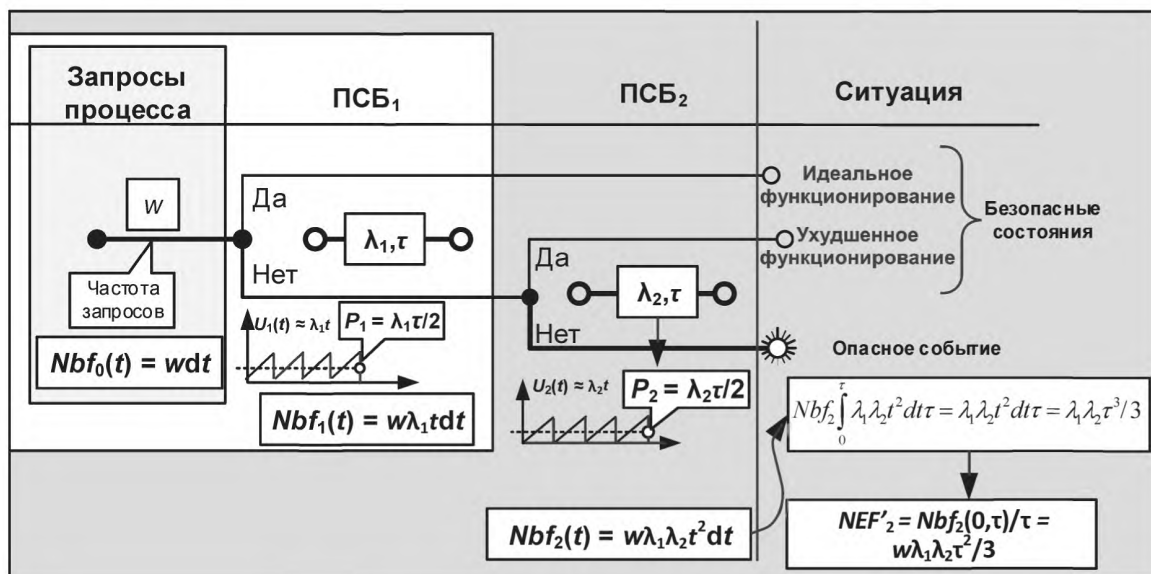 Запросы
процесса
ПСБ₁
ПСБ₂
Ситуация
w
Да
Нет
λ₁,τ
Частота
запросов
Nbf₀(t) = wdt
U₁(t) ≈ λ₁t
P₁ = λ₁τ/2
Nbf₁(t) = wλ₁tdt
Да
Нет
λ₂,τ
U₂(t) ≈ λ₂t
P₂ = λ₂τ/2
Nbf₂(t) = wλ₁λ₂t²dt
Идеальное
функционирование
Ухудшенное
функционирование
Безопасные
состояния
Опасное событие
Nbf₂∫₀^τ λ₁λ₂t²dtτ = λ₁λ₂t²dtτ = λ₁λ₂τ³/3
NEF'₂ = Nbf₂(0,τ)/τ =
wλ₁λ₂τ²/3